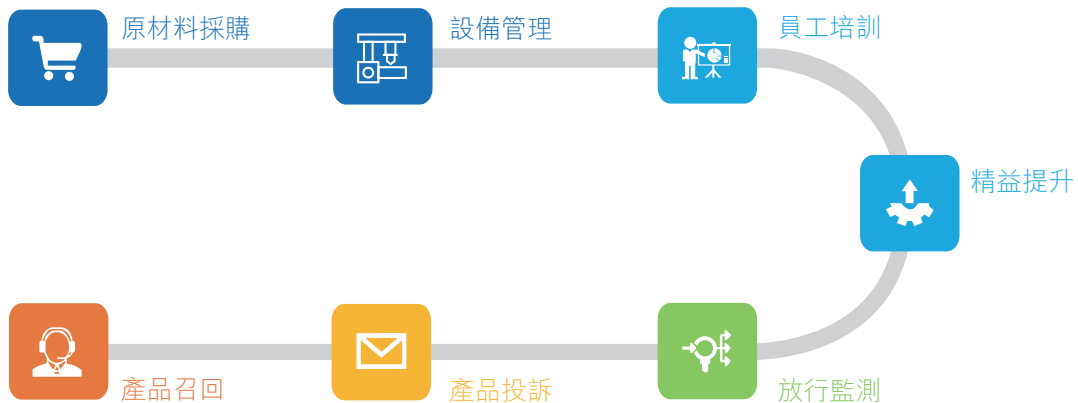 原材料採購
設備管理
員工培訓
精益提升
放行監測
產品投訴
產品召回